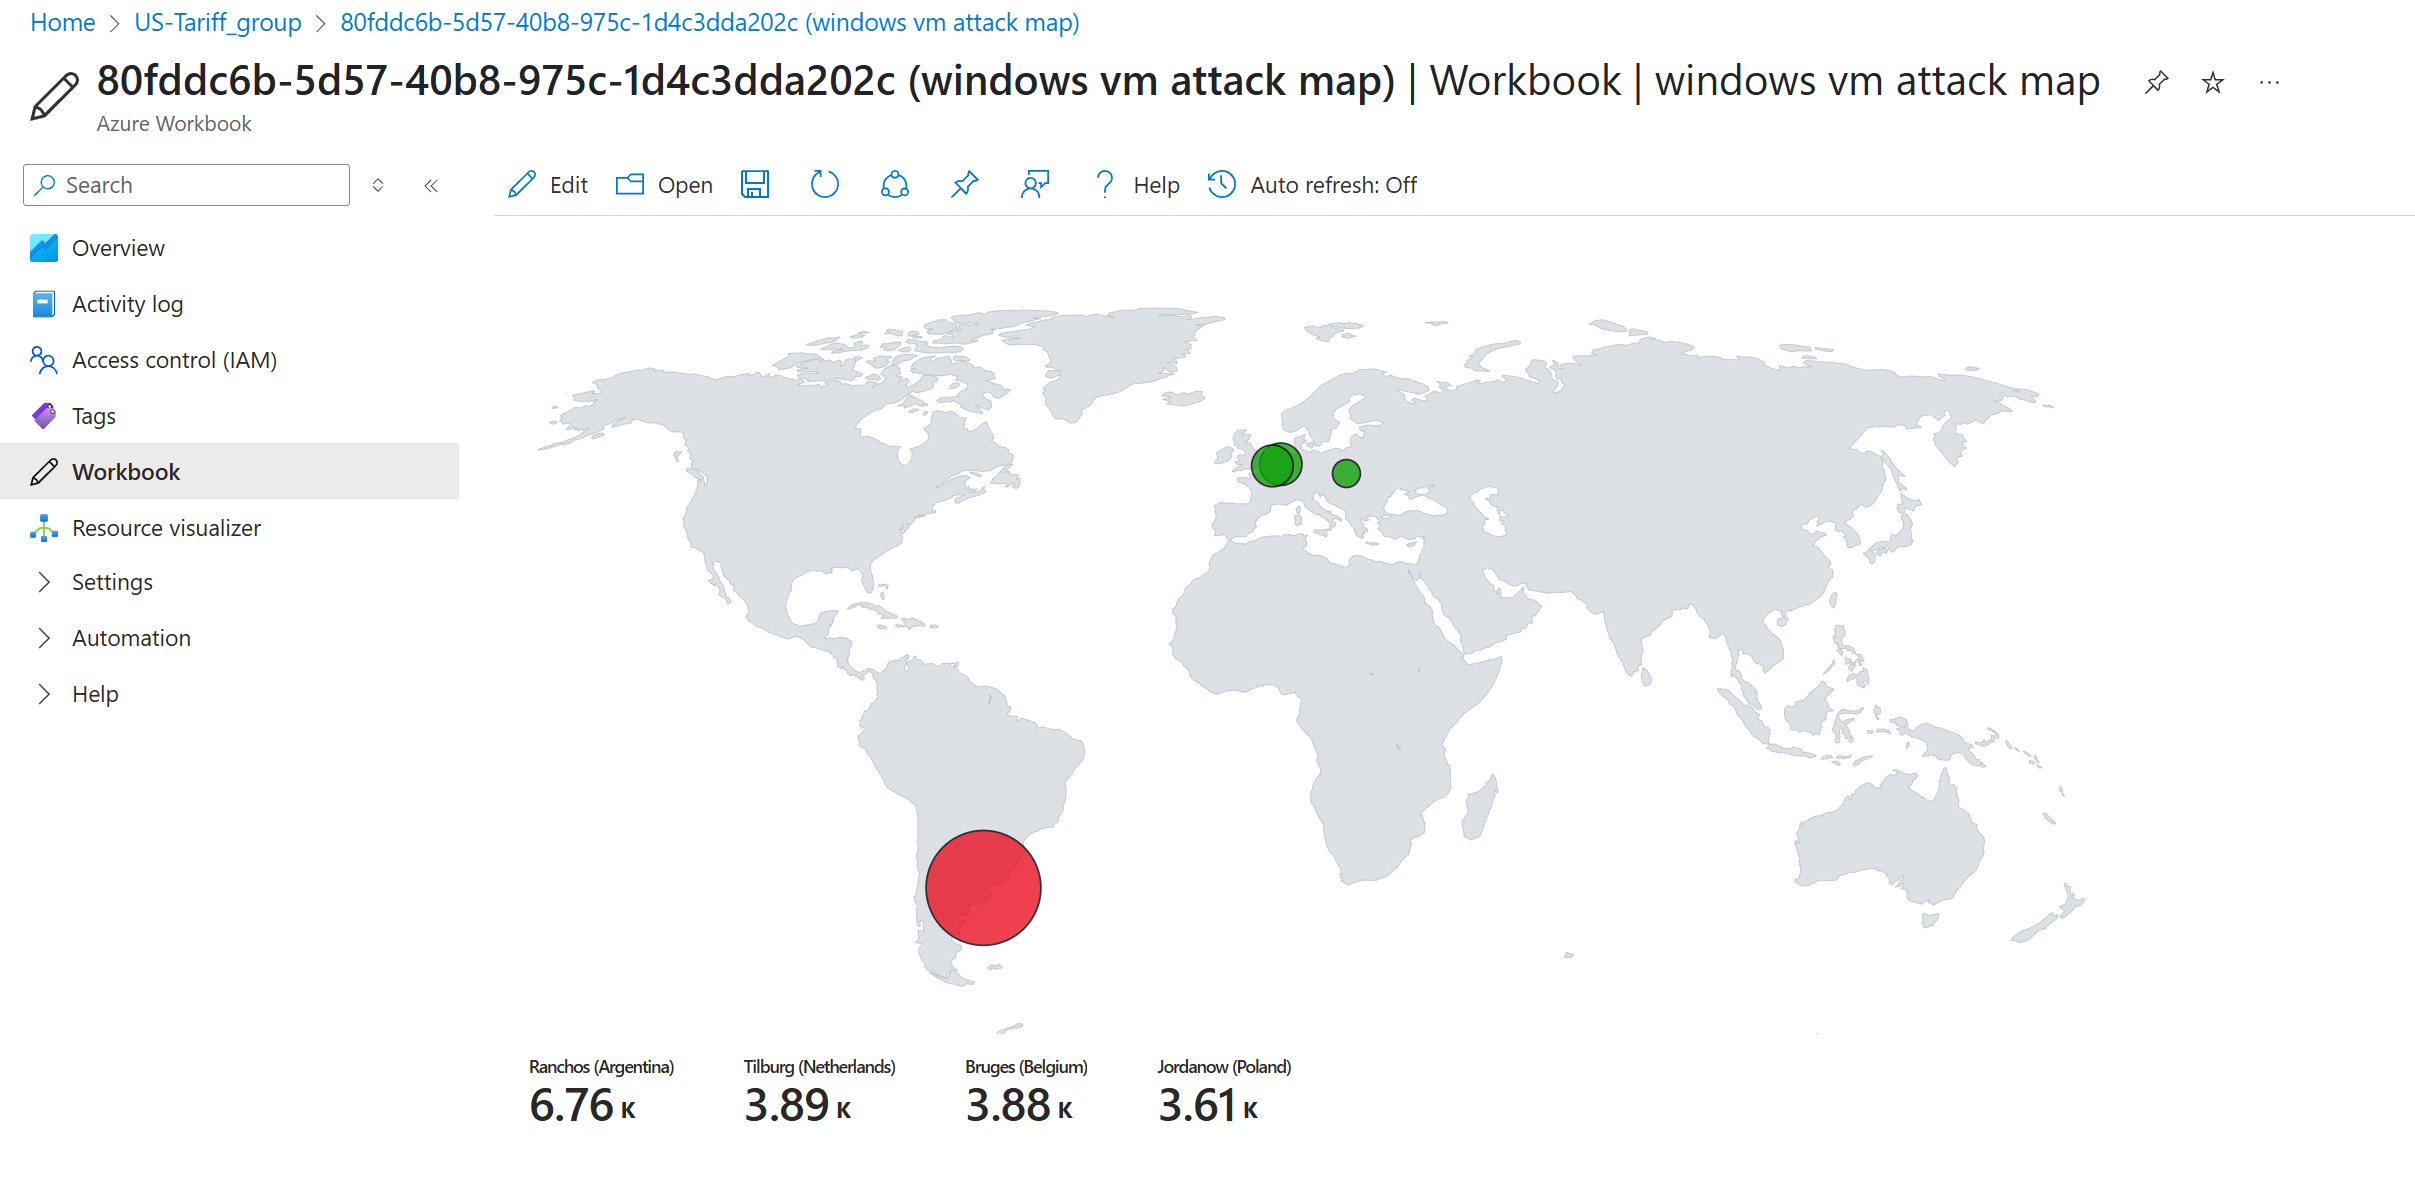 Home > US-Tariff_group > 80fddc6b-5d57-40b8-975c-1d4c3dda202c (windows vm attack map)
80fddc6b-5d57-40b8-975c-1d4c3dda202c (windows vm attack map) | Workbook | windows vm attack map
Azure Workbook
Search
Edit Open Help Auto refresh: Off
Overview
Activity log
Access control (IAM)
Tags
Workbook
Resource visualizer
Settings
Automation
Help
Ranchos (Argentina) Tilburg (Netherlands) Bruges (Belgium) Jordanow (Poland)
6.76 K 3.89 K 3.88 K 3.61 K